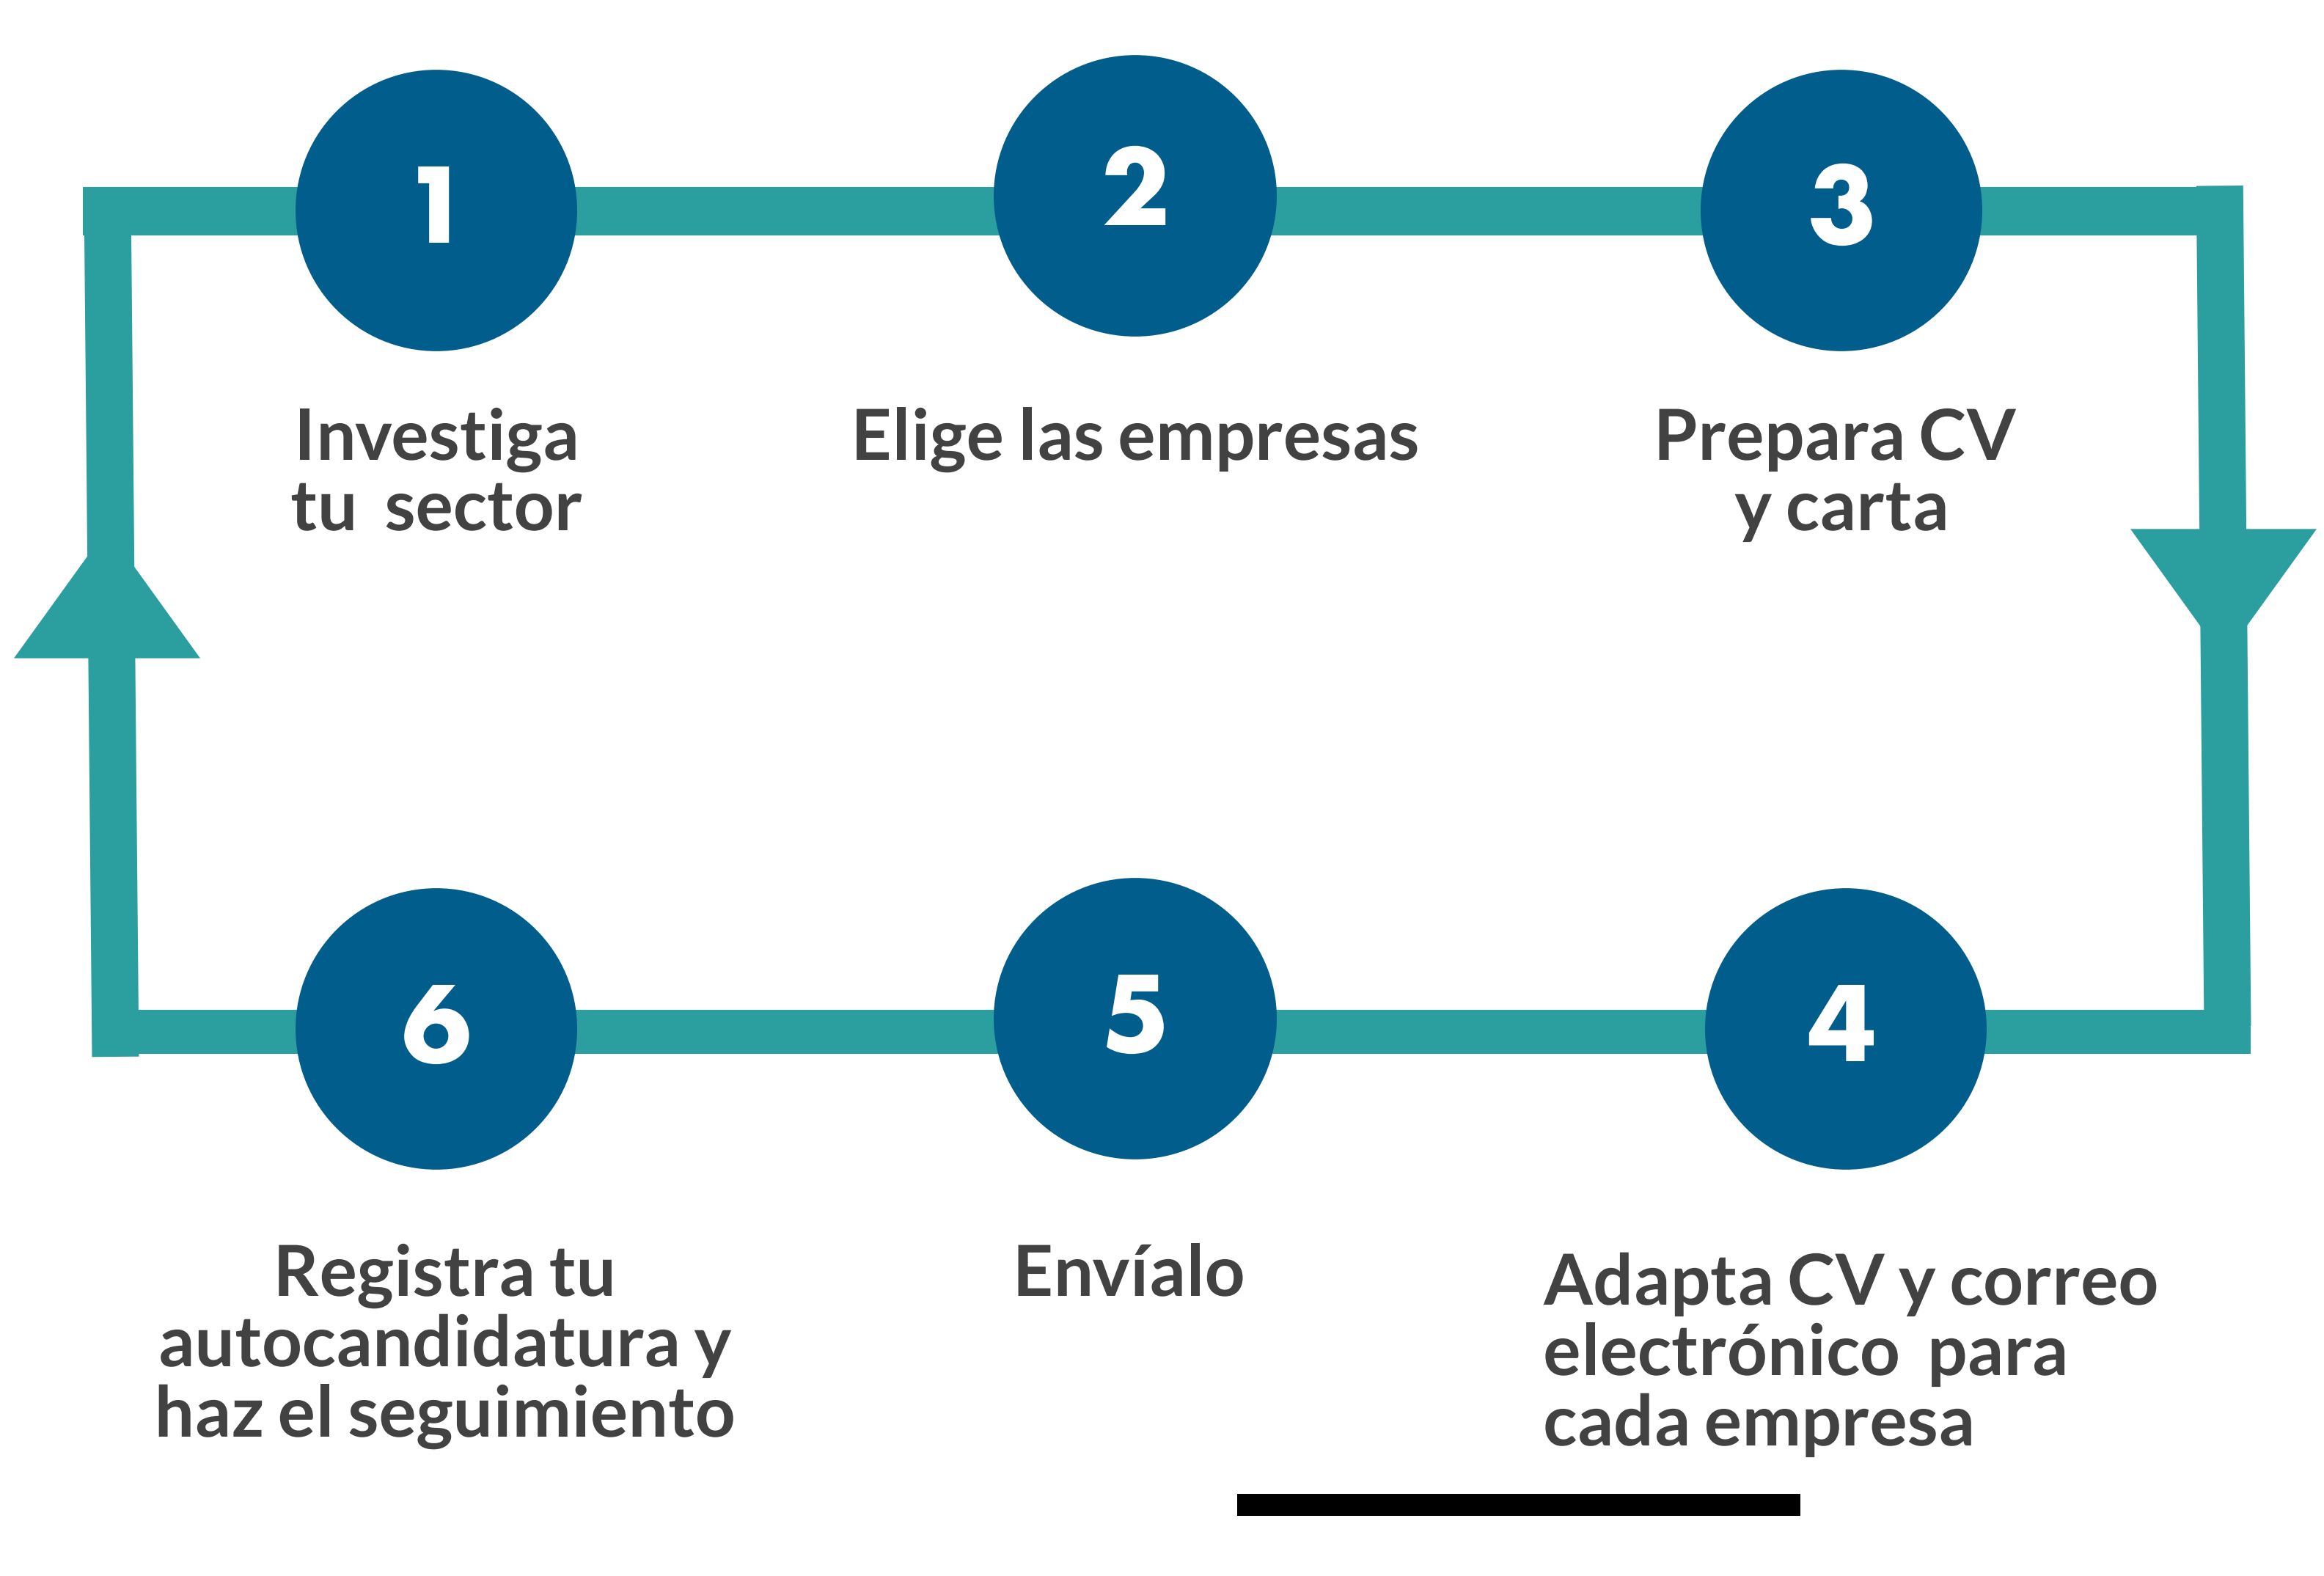 1
Investiga
tu sector
2
Elige las empresas
3
Prepara CV
y carta
4
Adapta CV y correo
electrónico para
cada empresa
5
Envíalo
6
Registra tu
autocandidatura y
haz el seguimiento